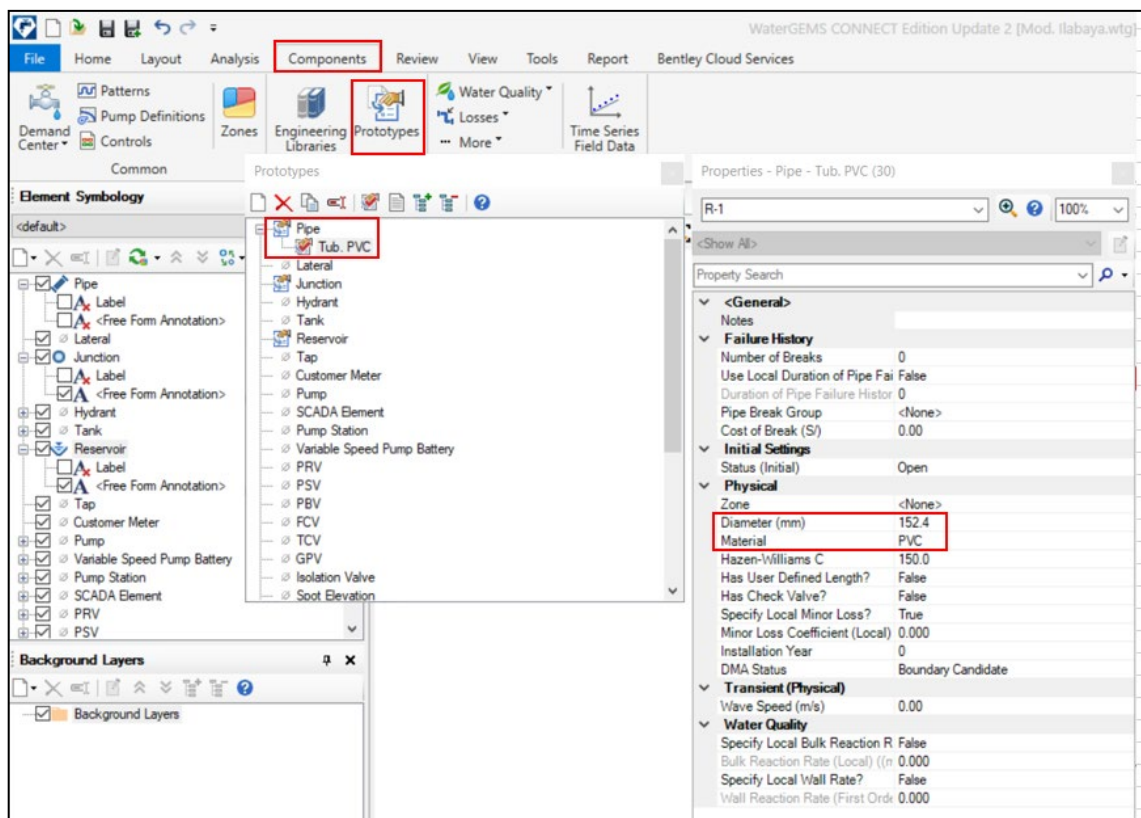 WaterGEMS CONNECT Edition Update 2 [Mod. Ilabaya.wtg]
File Home Layout Analysis Components Review View Tools Report Bentley Cloud Services
Patterns
Pump Definitions
Controls
Demand
Center
Common
Zones
Engineering
Libraries
Prototypes
Water Quality
Losses
More
Time Series
Field Data
Element Symbology
<default>
Pipe
Label
<Free Form Annotation>
Lateral
Junction
Label
<Free Form Annotation>
Hydrant
Tank
Reservoir
Label
<Free Form Annotation>
Tap
Customer Meter
Pump
Variable Speed Pump Battery
Pump Station
SCADA Element
PRV
PSV
Background Layers
Background Layers
Prototypes
Pipe
Tub. PVC
Lateral
Junction
Hydrant
Tank
Reservoir
Tap
Customer Meter
Pump
SCADA Element
Pump Station
Variable Speed Pump Battery
PRV
PSV
PBV
FCV
TCV
GPV
Isolation Valve
Spot Elevation
Properties - Pipe - Tub. PVC (30)
R-1 100%
<Show All>
Property Search
<General>
Notes
Failure History
Number of Breaks 0
Use Local Duration of Pipe Fai False
Duration of Pipe Failure Histor 0
Pipe Break Group <None>
Cost of Break (S/) 0.00
Initial Settings
Status (Initial) Open
Physical
Zone <None>
Diameter (mm) 152.4
Material PVC
Hazen-Williams C 150.0
Has User Defined Length? False
Has Check Valve? False
Specify Local Minor Loss? True
Minor Loss Coefficient (Local) 0.000
Installation Year 0
DMA Status Boundary Candidate
Transient (Physical)
Wave Speed (m/s) 0.00
Water Quality
Specify Local Bulk Reaction R False
Bulk Reaction Rate (Local) ((n 0.000
Specify Local Wall Rate? False
Wall Reaction Rate (First Orde 0.000